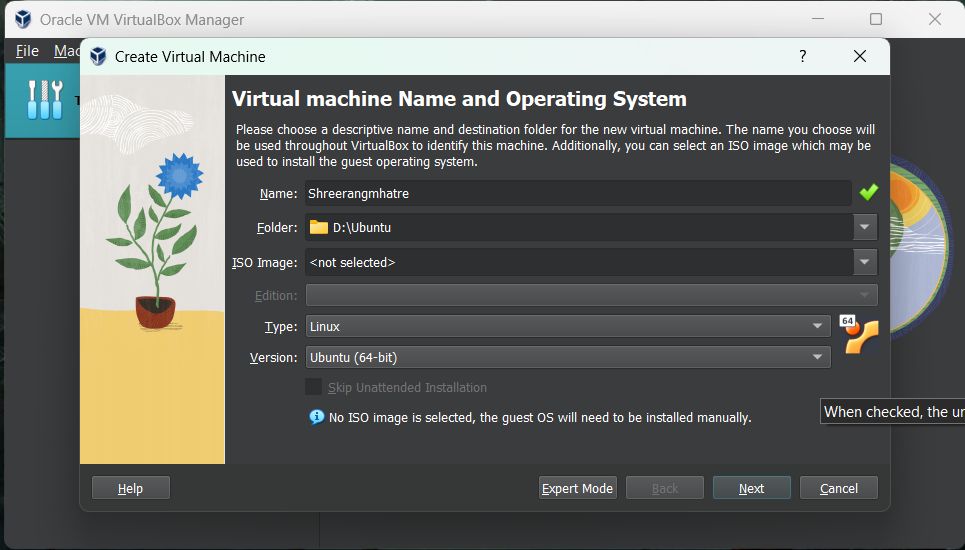 Oracle VM VirtualBox Manager
File Mac
Create Virtual Machine
?
Virtual machine Name and Operating System
Please choose a descriptive name and destination folder for the new virtual machine. The name you choose will
be used throughout VirtualBox to identify this machine. Additionally, you can select an ISO image which may be
used to install the guest operating system.
Name: Shreerangmhatre
Folder: D:\Ubuntu
ISO Image: <not selected>
Edition:
Type: Linux
64
Version: Ubuntu (64-bit)
Skip Unattended Installation
When checked, the un
No ISO image is selected, the guest OS will need to be installed manually.
Help Expert Mode Back Next Cancel